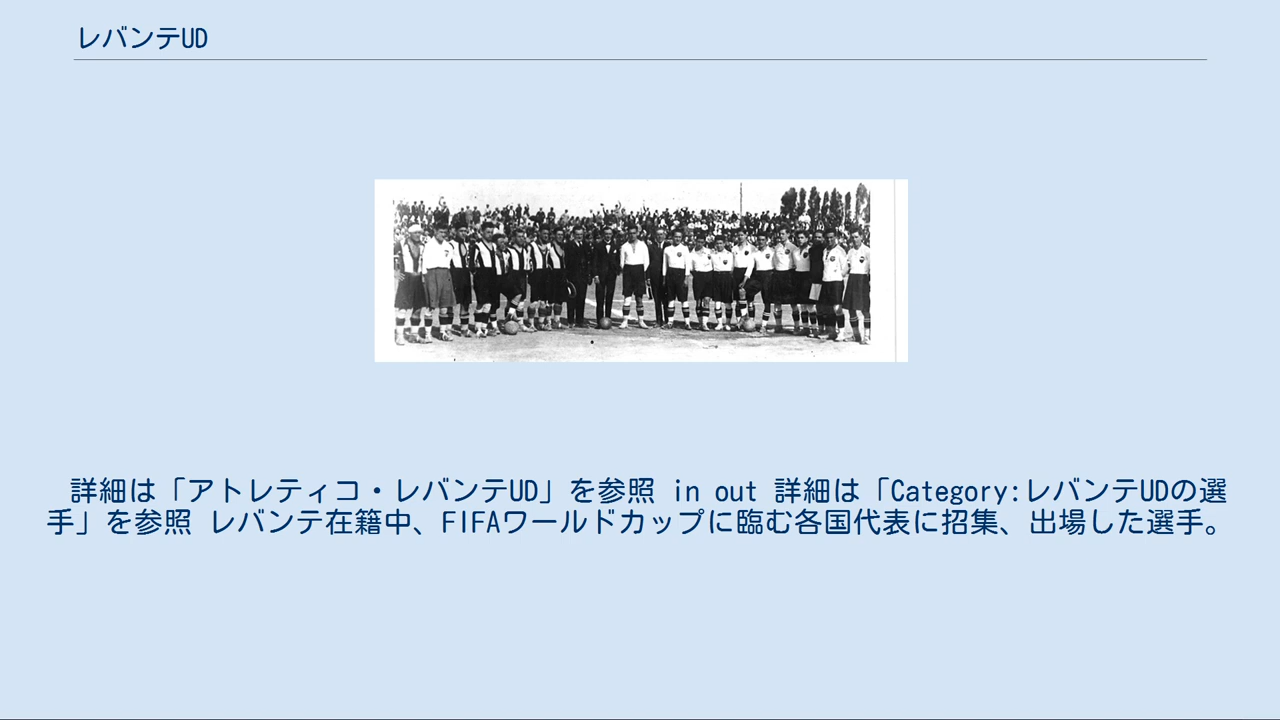 レバンテUD
詳細は「アトレティコ・レバンテUD」を参照 in out 詳細は「Category:レバンテUDの選
手」を参照 レバンテ在籍中、FIFAワールドカップに臨む各国代表に招集、出場した選手。